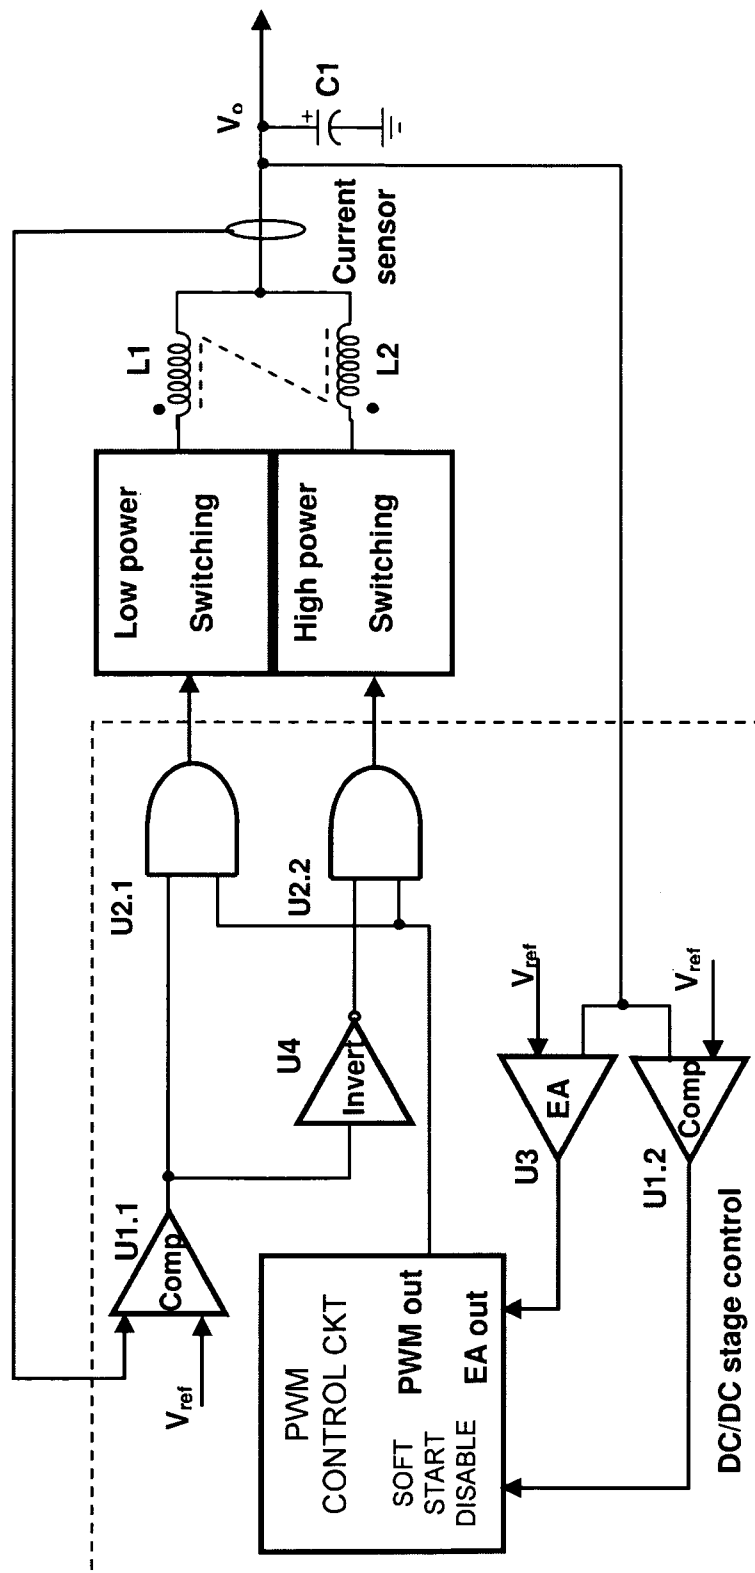 V₀
C1
Current
sensor
L1
L2
Low power
Switching
High power
Switching
U2.1
U2.2
U4
Invert
U1.1
Comp
Vref
Vref
Vref
EA
U3
Comp
U1.2
PWM
CONTROL CKT
PWM out
EA out
SOFT
START
DISABLE
DC/DC stage control